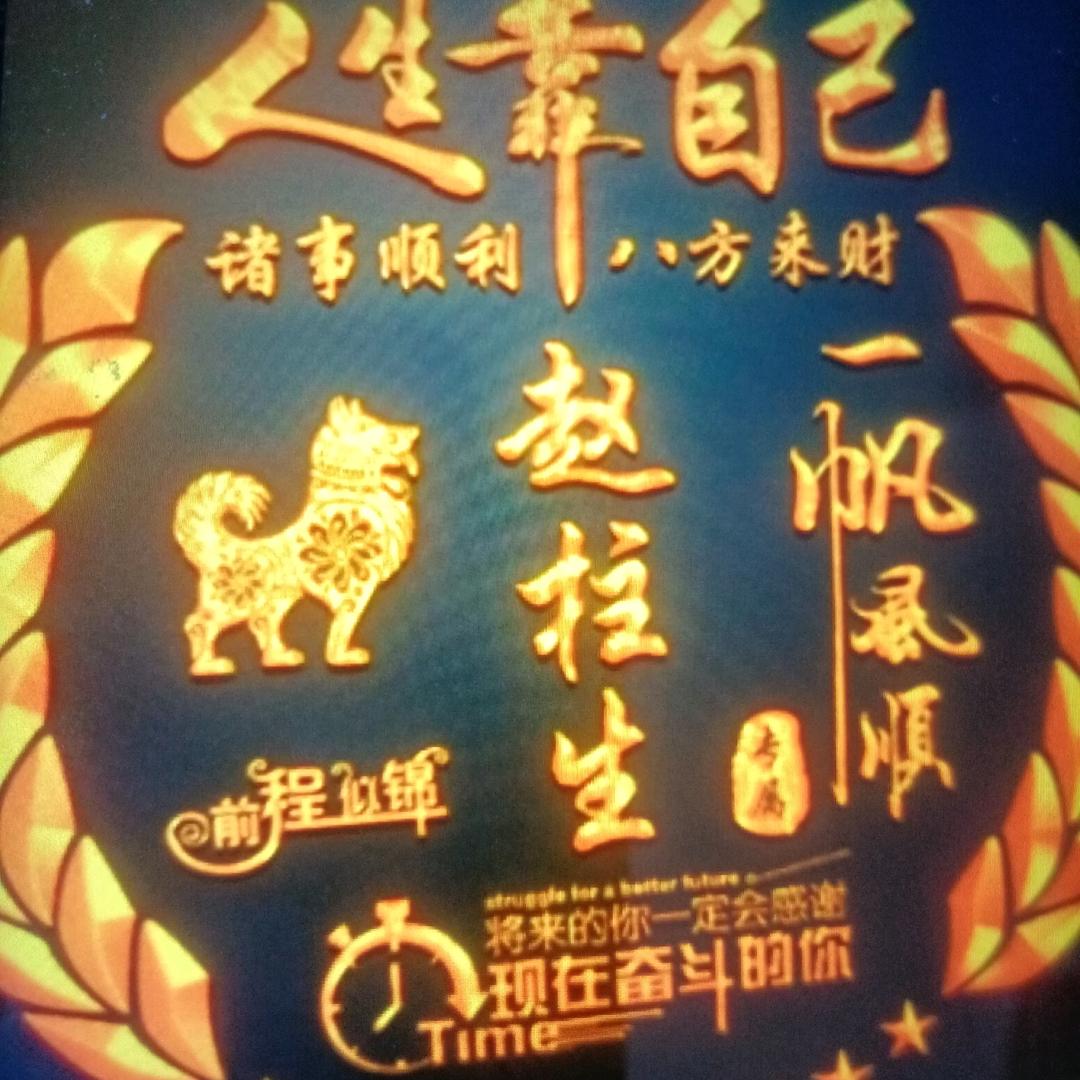 人生靠自己
诸事顺利 八方来财
一帆风顺
赵柱生
专属
前程似锦
struggle for a better future
将来的你一定会感谢
现在奋斗的你
Time